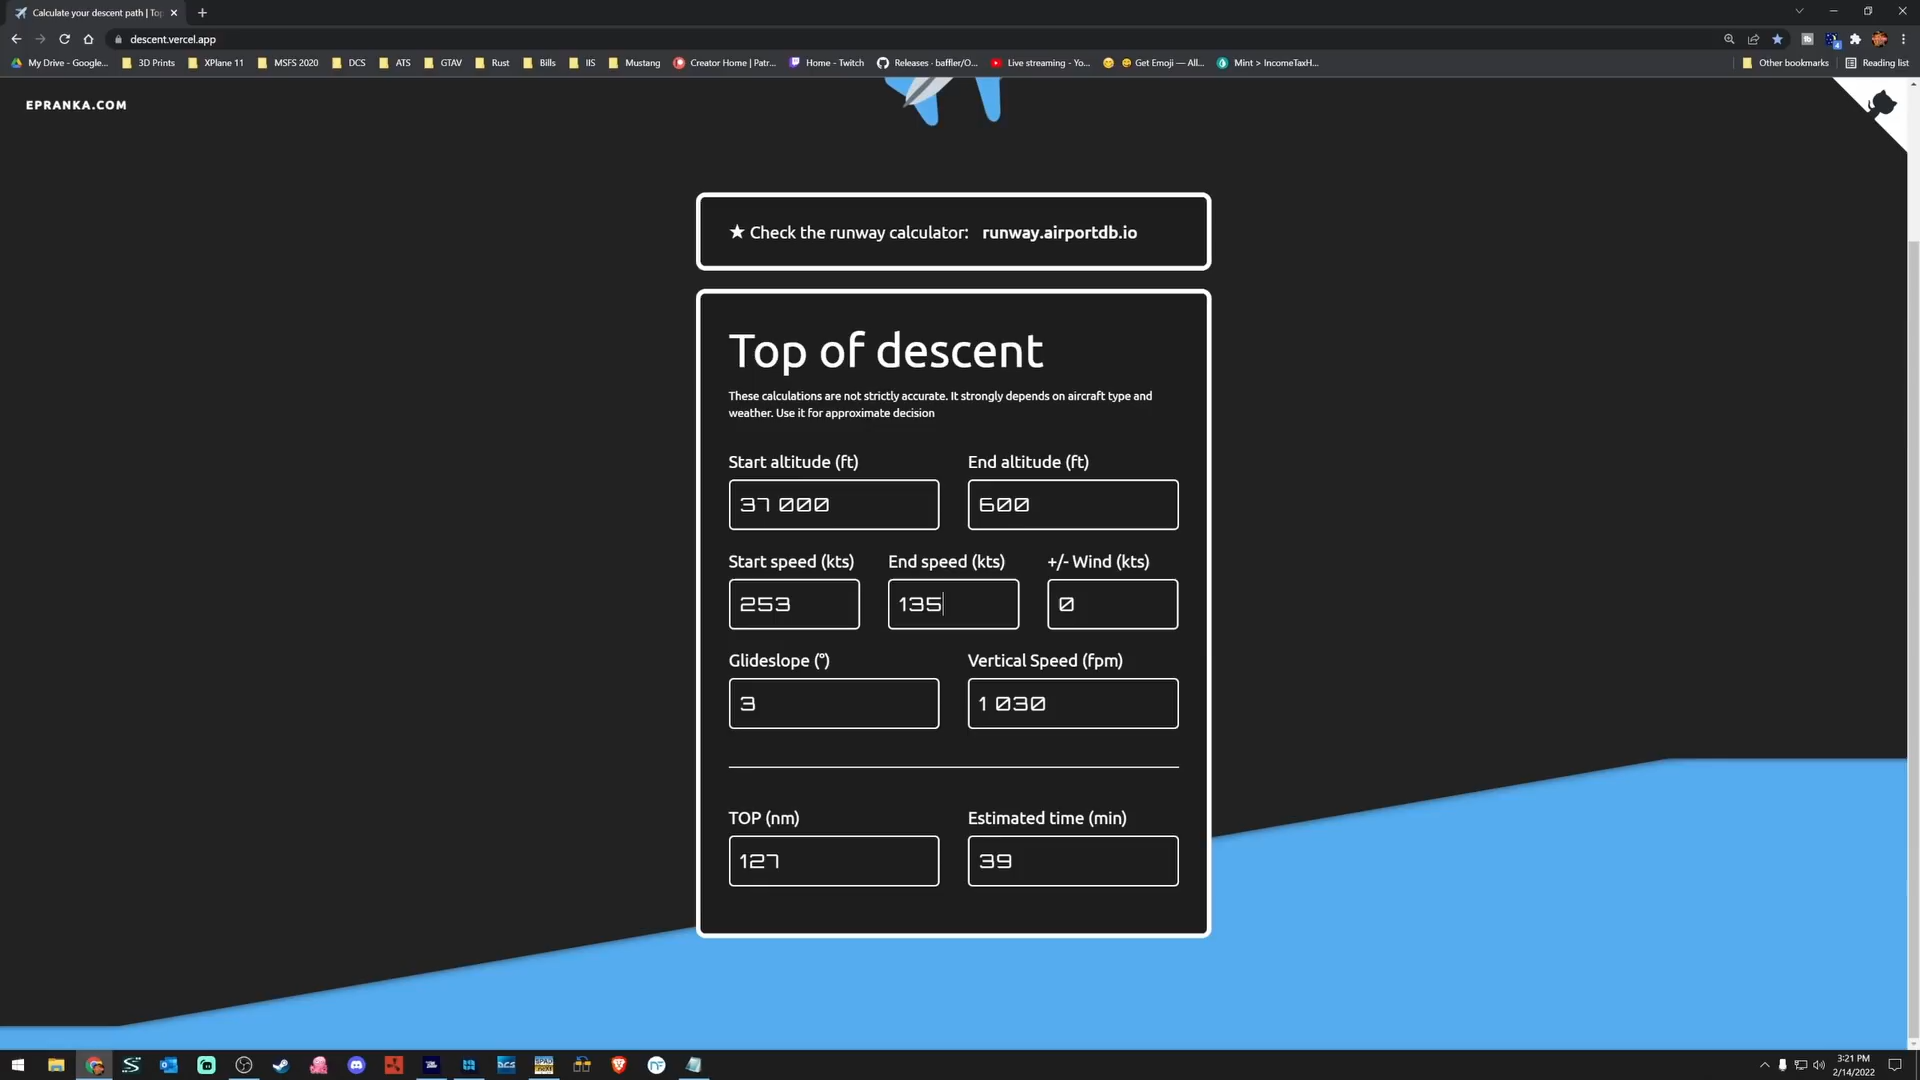 Calculate your descent path | To
descent.vercel.app
My Drive - Google...
3D Prints
XPlane 11
MSFS 2020
DCS
ATS
GTAV
Rust
Bills
IIS
Mustang
Creator Home | Patr...
Home - Twitch
Releases · baffler/O...
Live streaming - Yo...
Get Emoji — All...
Mint > IncomeTaxH...
Other bookmarks
Reading list
EPRANKA.COM
★ Check the runway calculator: runway.airportdb.io
Top of descent
These calculations are not strictly accurate. It strongly depends on aircraft type and
weather. Use it for approximate decision
Start altitude (ft)
End altitude (ft)
37 000
600
Start speed (kts)
End speed (kts)
+/- Wind (kts)
253
135
0
Glideslope (°)
Vertical Speed (fpm)
3
1 030
TOP (nm)
Estimated time (min)
127
39
3:21 PM
2/14/2022